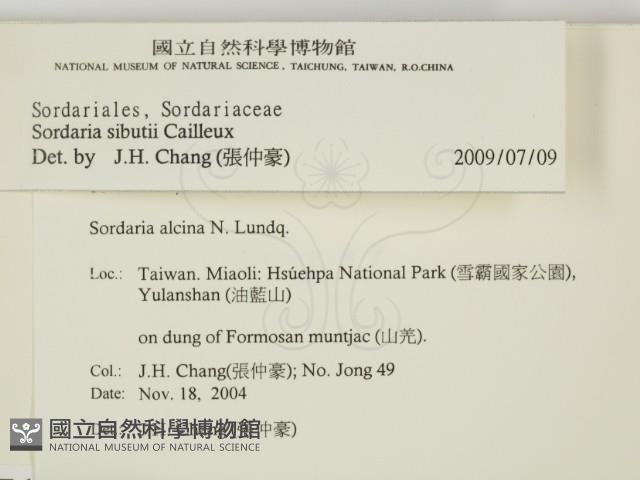 國立自然科學博物館
NATIONAL MUSEUM OF NATURAL SCIENCE, TAICHUNG, TAIWAN, R.O.CHINA
Sordariales, Sordariaceae
Sordaria sibutii Cailleux
Det. by J.H. Chang (張仲豪) 2009/07/09
Sordaria alcina N. Lundq.
Loc.: Taiwan. Miaoli: Hsúehpa National Park (雪霸國家公園),
Yulanshan (油藍山)
on dung of Formosan muntjac (山羌).
Col.: J.H. Chang(張仲豪); No. Jong 49
Date: Nov. 18, 2004
仲豪)
國立自然科學博物館
NATIONAL MUSEUM OF NATURAL SCIENCE